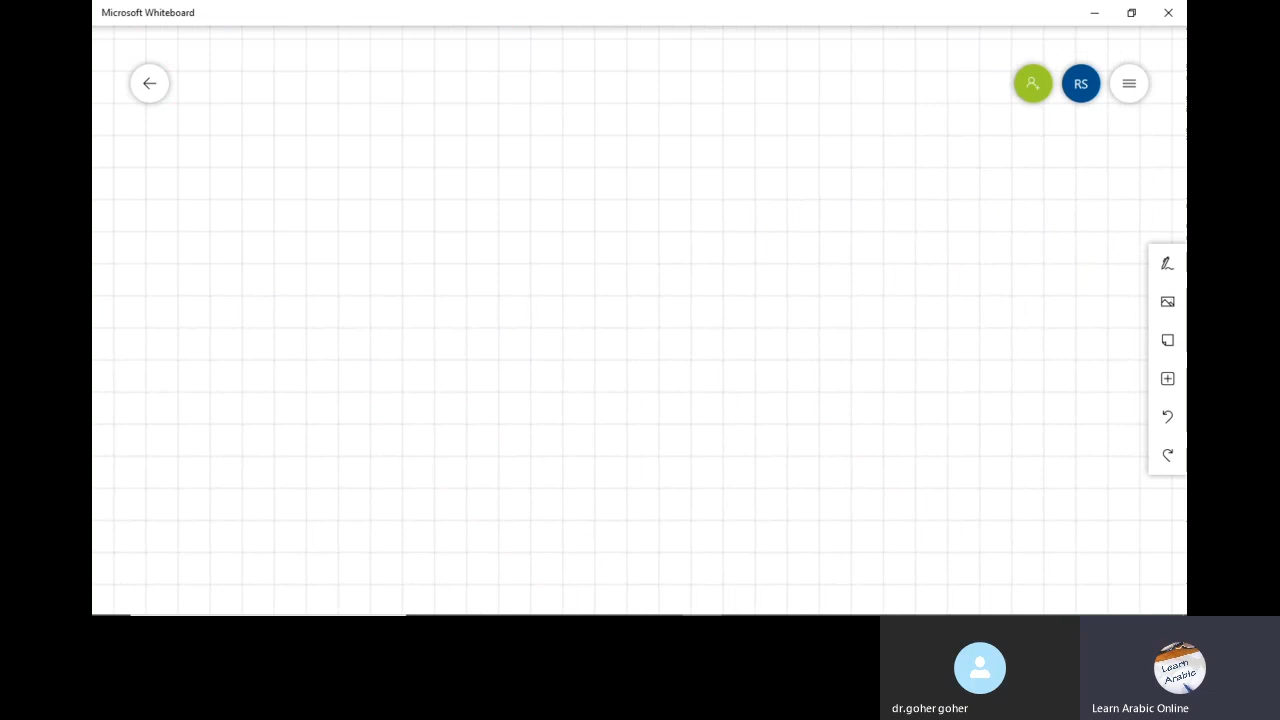 Microsoft Whiteboard
RS
Learn
Arabic
dr.goher goher
Learn Arabic Online